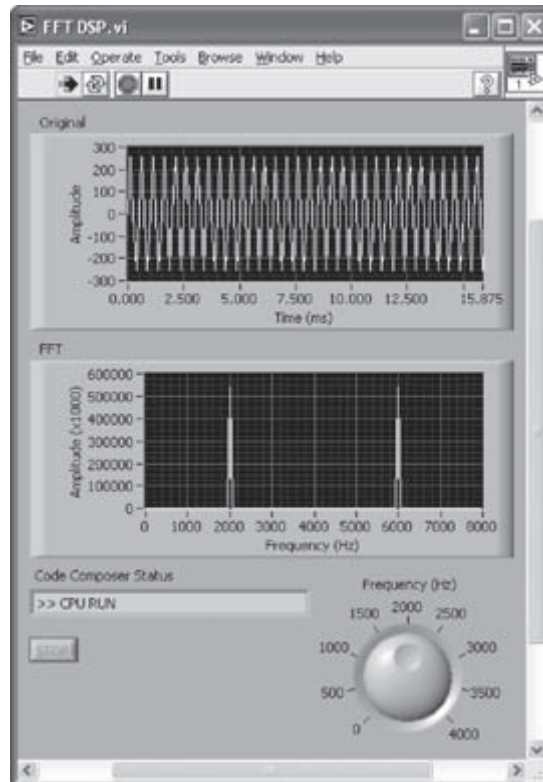 FFT DSP.vi
File Edit Operate Tools Browse Window Help
1
Original
Amplitude
300
200
100
0
-100
-200
-300
0.000 2.500 5.000 7.500 10.000 12.500 15.875
Time (ms)
FFT
Amplitude (x1000)
600000
500000
400000
300000
200000
100000
0
0 1000 2000 3000 4000 5000 6000 7000 8000
Frequency (Hz)
Code Composer Status
>> CPU RUN
STOP
Frequency (Hz)
0 500 1000 1500 2000 2500 3000 3500 4000